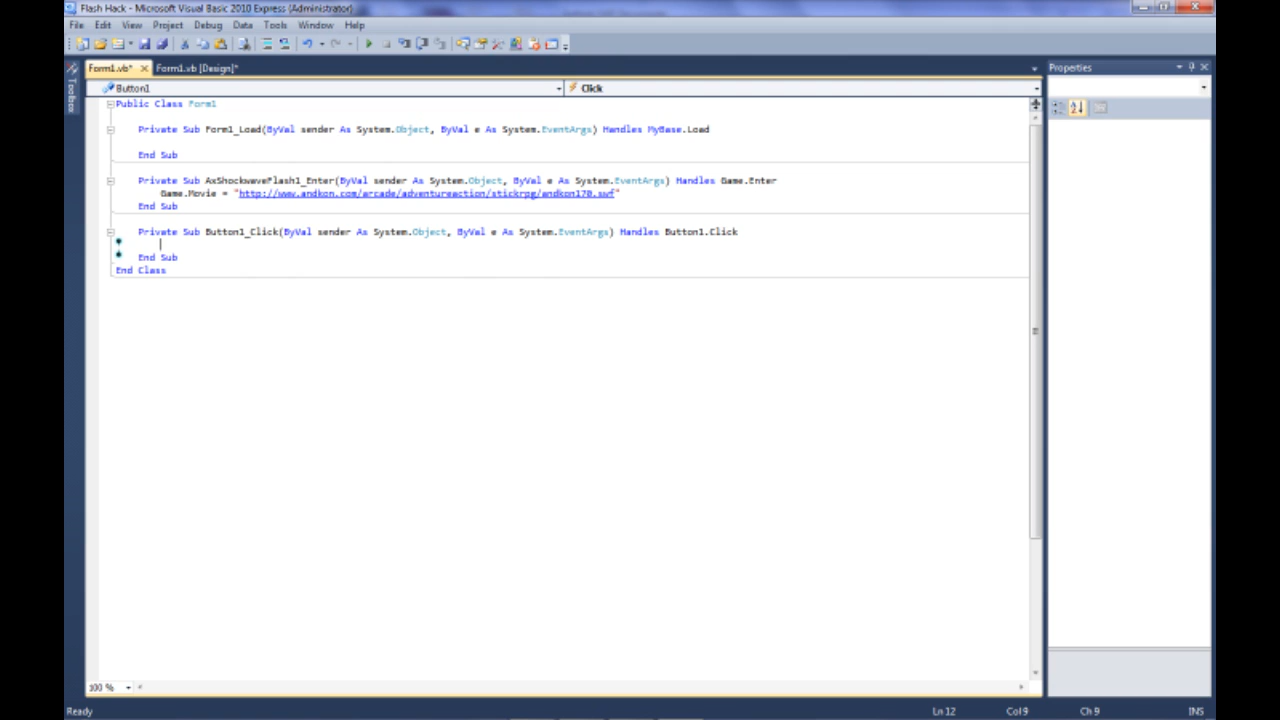 Flash Hack - Microsoft Visual Basic 2010 Express (Administrator)
File Edit View Project Debug Data Tools Window Help
Form1.vb* Form1.vb [Design]*
Properties
Toolbox
Button1 Click
Public Class Form1
Private Sub Form1_Load(ByVal sender As System.Object, ByVal e As System.EventArgs) Handles MyBase.Load
End Sub
Private Sub AxShockwaveFlash1_Enter(ByVal sender As System.Object, ByVal e As System.EventArgs) Handles Game.Enter
Game.Movie = "http://www.andkon.com/arcade/adventureaction/stickrpg/andkon170.swf"
End Sub
Private Sub Button1_Click(ByVal sender As System.Object, ByVal e As System.EventArgs) Handles Button1.Click
End Sub
End Class
100 %
Ready Ln 12 Col 9 Ch 9 INS